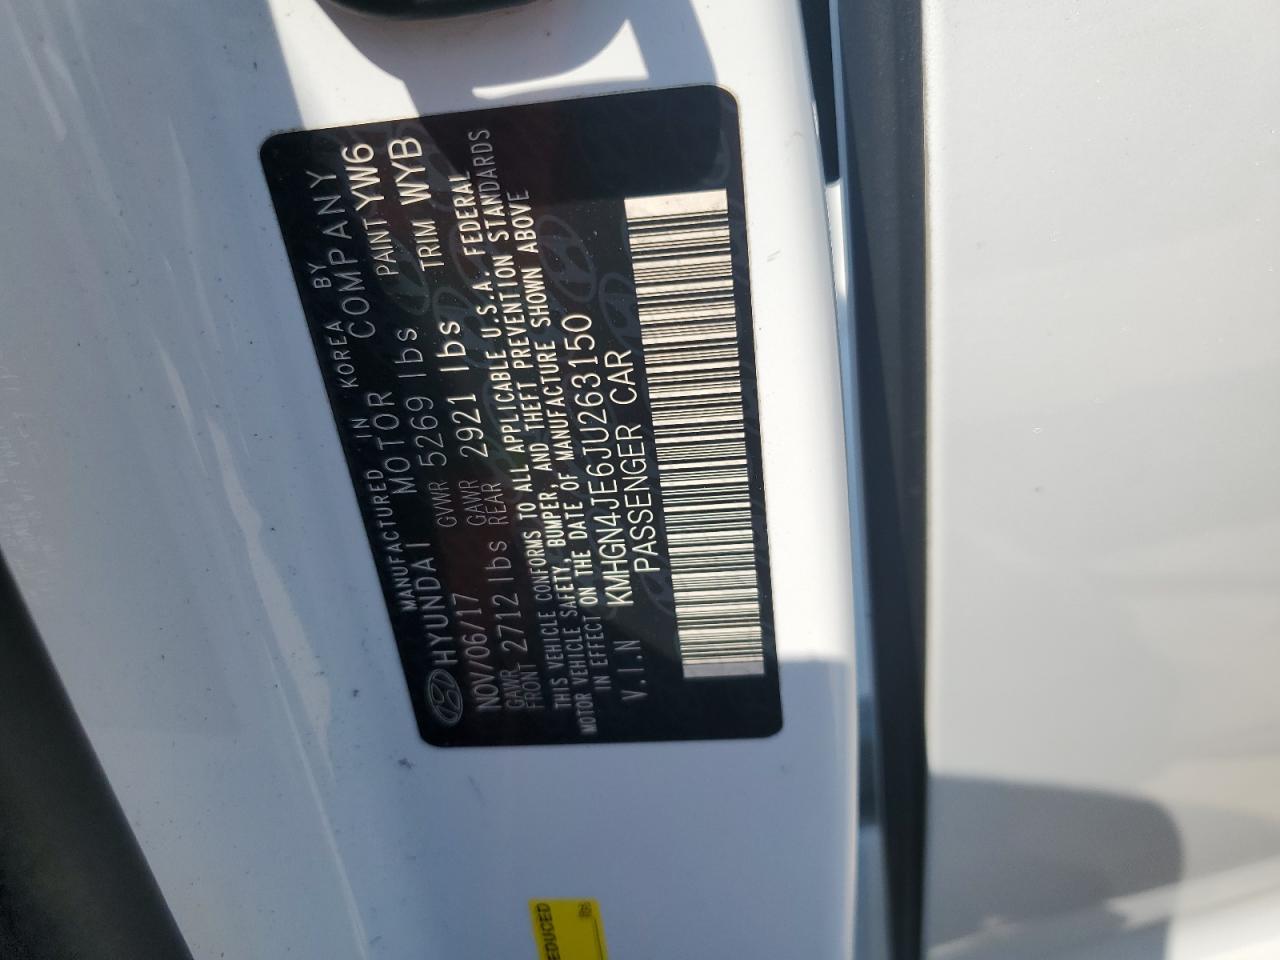 MANUFACTURED IN KOREA BY
HYUNDAI MOTOR COMPANY
NOV/06/17 GVWR 5269 lbs PAINT YW6
GAWR FRONT 2712 lbs GAWR REAR 2921 lbs TRIM WYB
THIS VEHICLE CONFORMS TO ALL APPLICABLE U.S.A. FEDERAL
MOTOR VEHICLE SAFETY, BUMPER, AND THEFT PREVENTION STANDARDS
IN EFFECT ON THE DATE OF MANUFACTURE SHOWN ABOVE
V.I.N KMHGN4JE6JU263150
PASSENGER CAR
EDUCED
lbs